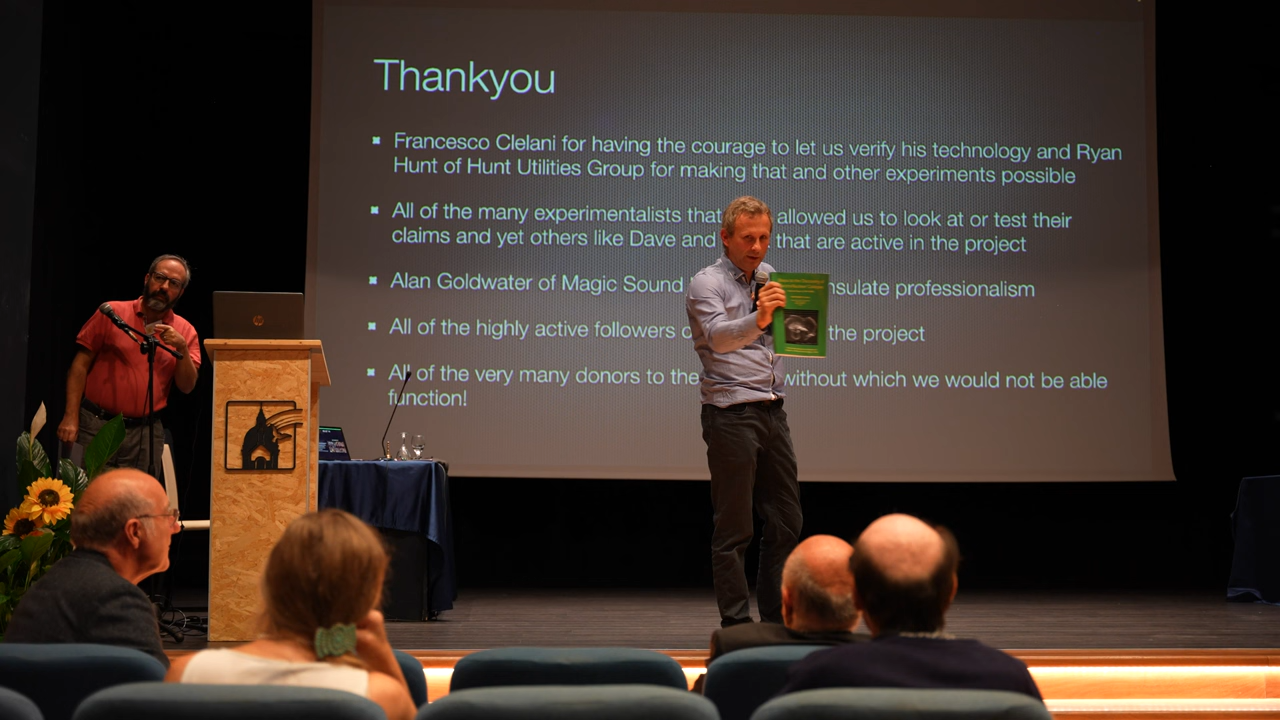 Thankyou
Francesco Clelani for having the courage to let us verify his technology and Ryan
Hunt of Hunt Utilities Group for making that and other experiments possible
All of the many experimentalists that allowed us to look at or test their
claims and yet others like Dave and that are active in the project
Alan Goldwater of Magic Sound nsulate professionalism
All of the highly active followers the project
All of the very many donors to the without which we would not be able
function!
hp